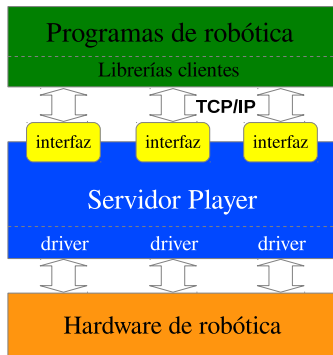 Programas de robótica
Librerías clientes
TCP/IP
interfaz interfaz interfaz
Servidor Player
driver driver driver
Hardware de robótica